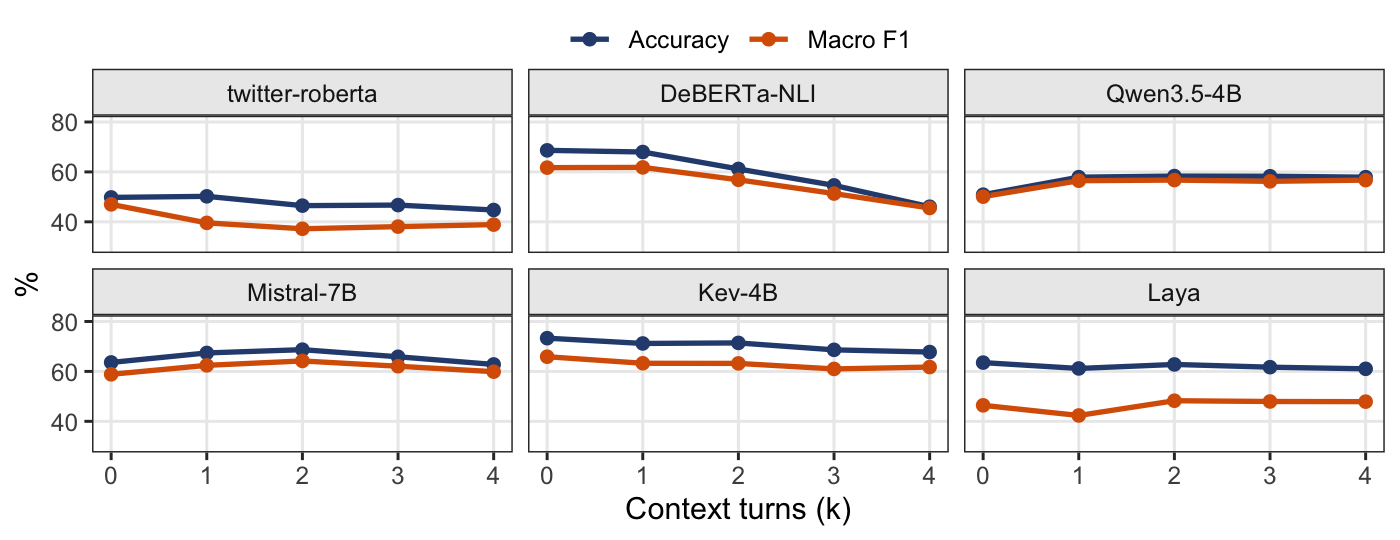 Accuracy Macro F1
twitter-roberta DeBERTa-NLI Qwen3.5-4B
80
60
40
%
Mistral-7B Kev-4B Laya
80
60
40
0 1 2 3 4 0 1 2 3 4 0 1 2 3 4
Context turns (k)